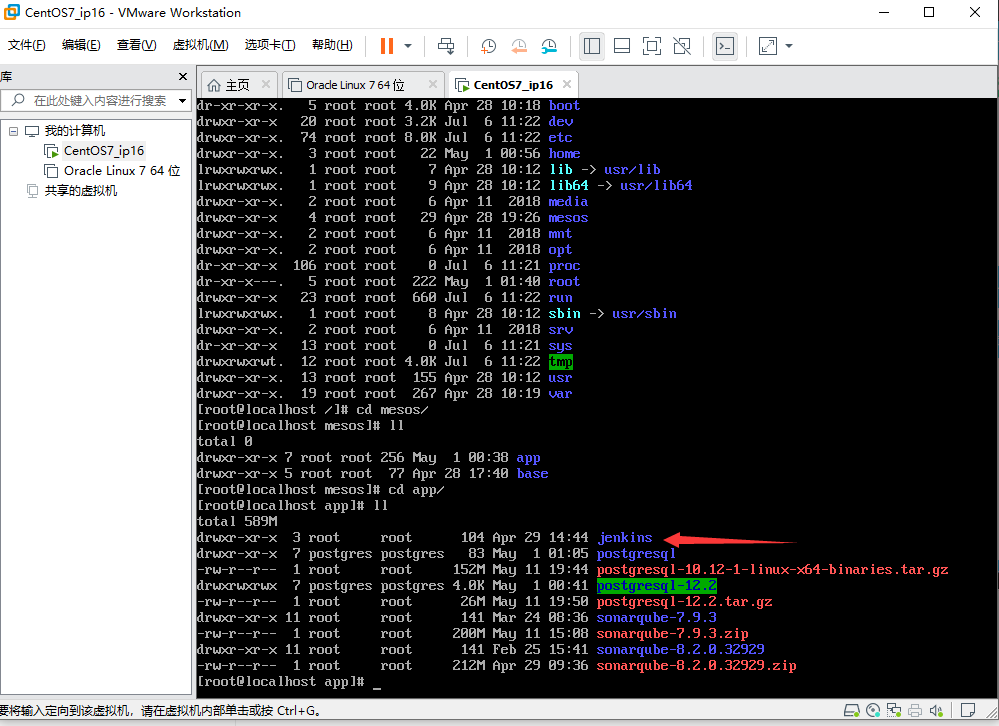 CentOS7_ip16 - VMware Workstation
文件(F) 编辑(E) 查看(V) 虚拟机(M) 选项卡(T) 帮助(H)
库
在此处键入内容进行搜索
我的计算机
CentOS7_ip16
Oracle Linux 7 64 位
共享的虚拟机
主页 Oracle Linux 7 64 位 CentOS7_ip16
dr-xr-xr-x. 5 root root 4.0K Apr 28 10:18 boot
drwxr-xr-x 20 root root 3.2K Jul 6 11:22 dev
drwxr-xr-x. 74 root root 8.0K Jul 6 11:22 etc
drwxr-xr-x. 3 root root 22 May 1 00:56 home
lrwxrwxrwx. 1 root root 7 Apr 28 10:12 lib -> usr/lib
lrwxrwxrwx. 1 root root 9 Apr 28 10:12 lib64 -> usr/lib64
drwxr-xr-x. 2 root root 6 Apr 11 2018 media
drwxr-xr-x 4 root root 29 Apr 28 19:26 mesos
drwxr-xr-x. 2 root root 6 Apr 11 2018 mnt
drwxr-xr-x. 2 root root 6 Apr 11 2018 opt
dr-xr-xr-x 106 root root 0 Jul 6 11:21 proc
dr-xr-x---. 5 root root 222 May 1 01:40 root
drwxr-xr-x 23 root root 660 Jul 6 11:22 run
lrwxrwxrwx. 1 root root 8 Apr 28 10:12 sbin -> usr/sbin
drwxr-xr-x. 2 root root 6 Apr 11 2018 srv
dr-xr-xr-x 13 root root 0 Jul 6 11:21 sys
drwxrwxrwt. 12 root root 4.0K Jul 6 11:22 tmp
drwxr-xr-x. 13 root root 155 Apr 28 10:12 usr
drwxr-xr-x. 19 root root 267 Apr 28 10:19 var
[root@localhost /]# cd mesos/
[root@localhost mesos]# ll
total 0
drwxr-xr-x 7 root root 256 May 1 00:38 app
drwxr-xr-x 5 root root 77 Apr 28 17:40 base
[root@localhost mesos]# cd app/
[root@localhost app]# ll
total 589M
drwxr-xr-x 3 root root 104 Apr 29 14:44 jenkins
drwxr-xr-x 7 postgres postgres 83 May 1 01:05 postgresql
-rw-r--r-- 1 root root 152M May 11 19:44 postgresql-10.12-1-linux-x64-binaries.tar.gz
drwxrwxrwx 7 postgres postgres 4.0K May 1 00:41 postgresql-12.2
-rw-r--r-- 1 root root 26M May 11 19:50 postgresql-12.2.tar.gz
drwxr-xr-x 11 root root 141 Mar 24 08:36 sonarqube-7.9.3
-rw-r--r-- 1 root root 200M May 11 15:08 sonarqube-7.9.3.zip
drwxr-xr-x 11 root root 141 Feb 25 15:41 sonarqube-8.2.0.32929
-rw-r--r-- 1 root root 212M Apr 29 09:36 sonarqube-8.2.0.32929.zip
[root@localhost app]# _
要将输入定向到该虚拟机，请在虚拟机内部单击或按 Ctrl+G。